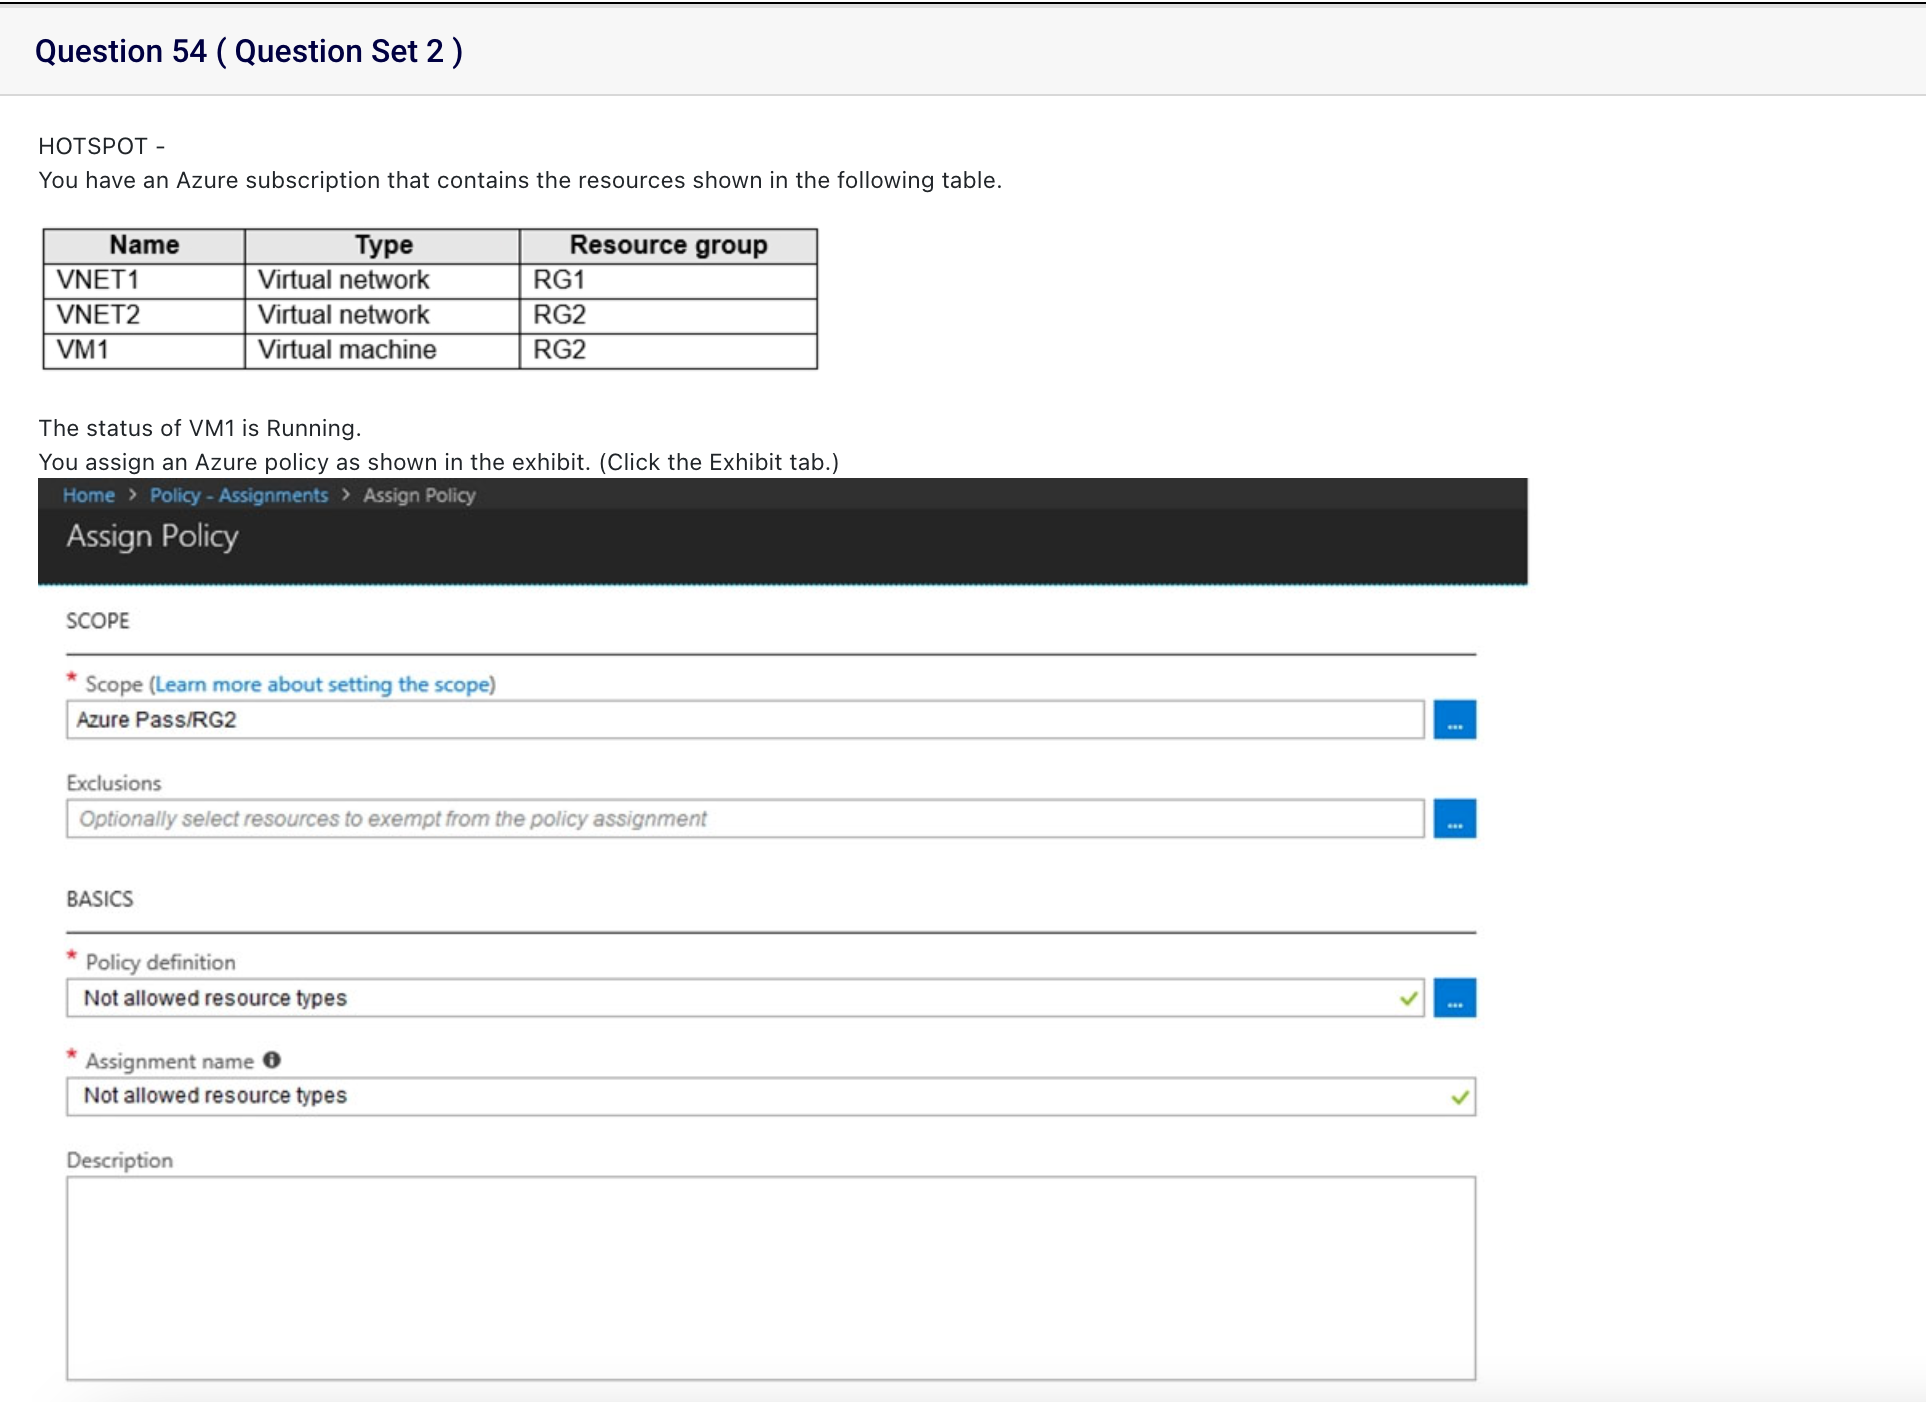 Question 54 ( Question Set 2 )
HOTSPOT -
You have an Azure subscription that contains the resources shown in the following table.
Name Type Resource group
VNET1 Virtual network RG1
VNET2 Virtual network RG2
VM1 Virtual machine RG2
The status of VM1 is Running.
You assign an Azure policy as shown in the exhibit. (Click the Exhibit tab.)
Home > Policy - Assignments > Assign Policy
Assign Policy
SCOPE
* Scope (Learn more about setting the scope)
Azure Pass/RG2
...
Exclusions
Optionally select resources to exempt from the policy assignment
...
BASICS
* Policy definition
Not allowed resource types
...
* Assignment name
Not allowed resource types
Description